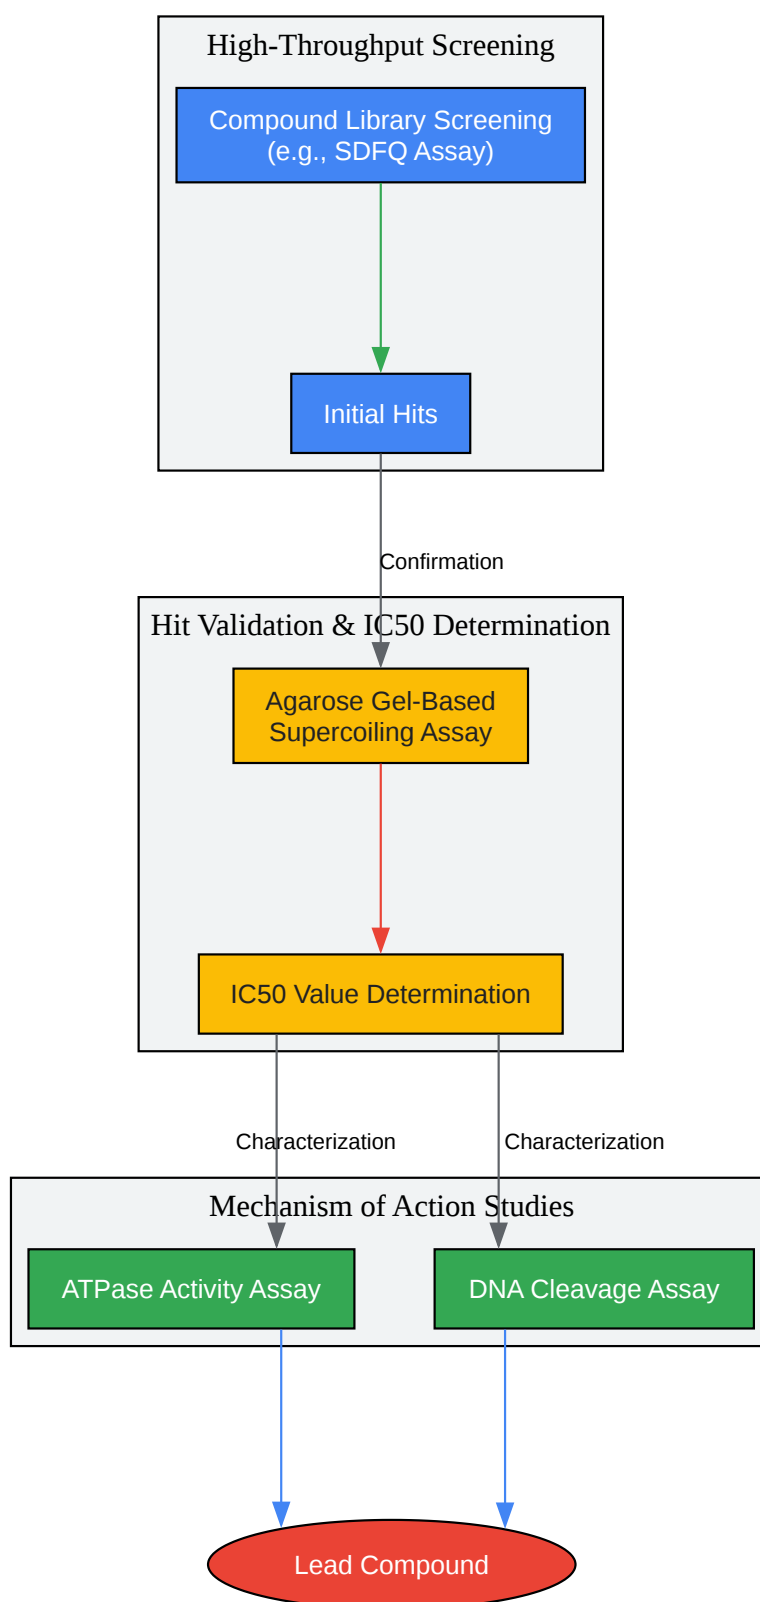 High-Throughput Screening
Compound Library Screening
(e.g., SDFQ Assay)
Initial Hits
Confirmation
Hit Validation & IC50 Determination
Agarose Gel-Based
Supercoiling Assay
IC50 Value Determination
Characterization
Characterization
Mechanism of Action Studies
ATPase Activity Assay
DNA Cleavage Assay
Lead Compound